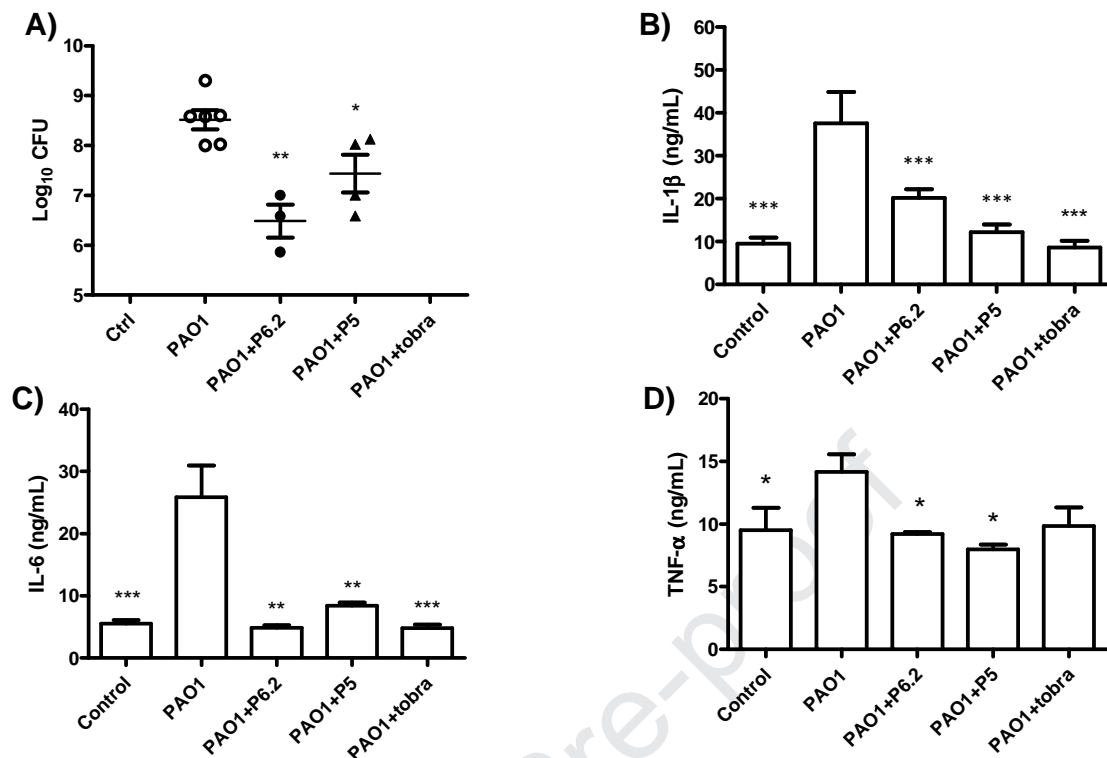 A)
10
9
8
7
6
5
Log10 CFU
**
*
Ctrl
PAO1
PAO1+P6.2
PAO1+P5
PAO1+tobra
B)
60
50
40
30
20
10
0
IL-1β (ng/mL)
***
***
***
***
Control
PAO1
PAO1+P6.2
PAO1+P5
PAO1+tobra
C)
40
30
20
10
0
IL-6 (ng/mL)
***
**
**
***
Control
PAO1
PAO1+P6.2
PAO1+P5
PAO1+tobra
D)
20
15
10
5
0
TNF-α (ng/mL)
*
*
*
Control
PAO1
PAO1+P6.2
PAO1+P5
PAO1+tobra
re-proof